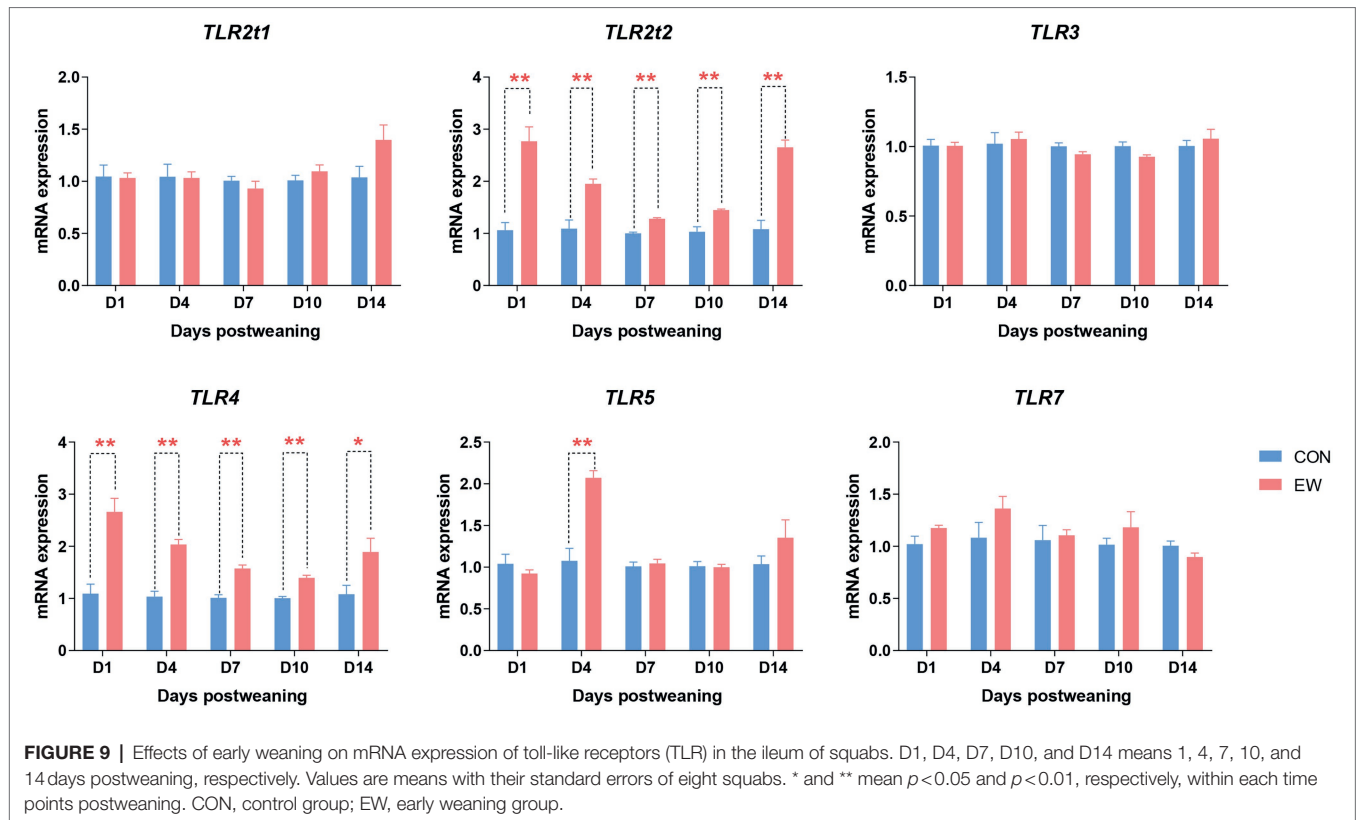 TLR2t1
mRNA expression
2.0
1.5
1.0
0.5
0.0
D1 D4 D7 D10 D14
Days postweaning
TLR2t2
mRNA expression
4
3
2
1
0
** ** ** ** **
D1 D4 D7 D10 D14
Days postweaning
TLR3
mRNA expression
1.5
1.0
0.5
0.0
D1 D4 D7 D10 D14
Days postweaning
TLR4
mRNA expression
4
3
2
1
0
** ** ** ** *
D1 D4 D7 D10 D14
Days postweaning
TLR5
mRNA expression
2.5
2.0
1.5
1.0
0.5
0.0
**
D1 D4 D7 D10 D14
Days postweaning
TLR7
mRNA expression
2.0
1.5
1.0
0.5
0.0
D1 D4 D7 D10 D14
Days postweaning
CON
EW
FIGURE 9 | Effects of early weaning on mRNA expression of toll-like receptors (TLR) in the ileum of squabs. D1, D4, D7, D10, and D14 means 1, 4, 7, 10, and
14 days postweaning, respectively. Values are means with their standard errors of eight squabs. * and ** mean p < 0.05 and p < 0.01, respectively, within each time
points postweaning. CON, control group; EW, early weaning group.